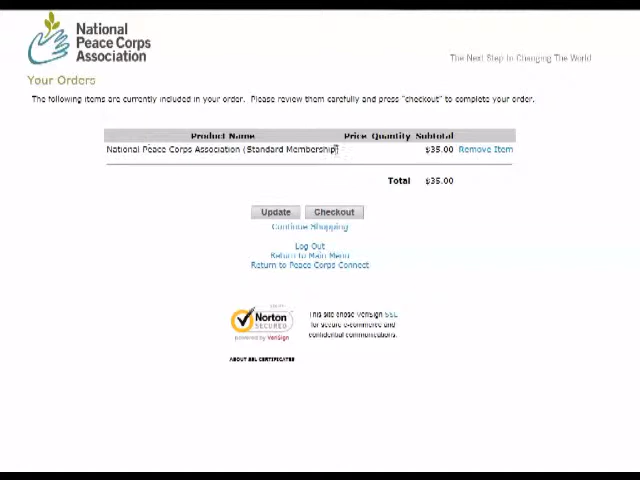 National
Peace Corps
Association
The Next Step In Changing The World
Your Orders
The following items are currently included in your order. Please review them carefully and press "checkout" to complete your order.
Product Name Price Quantity Subtotal
National Peace Corps Association (Standard Membership) $35.00 Remove Item
Total $35.00
Update Checkout
Continue Shopping
Log Out
Return to Main Menu
Return to Peace Corps Connect
Norton
SECURED
powered by VeriSign
This site chose VeriSign SSL
for secure e-commerce and
confidential communications.
ABOUT SSL CERTIFICATES